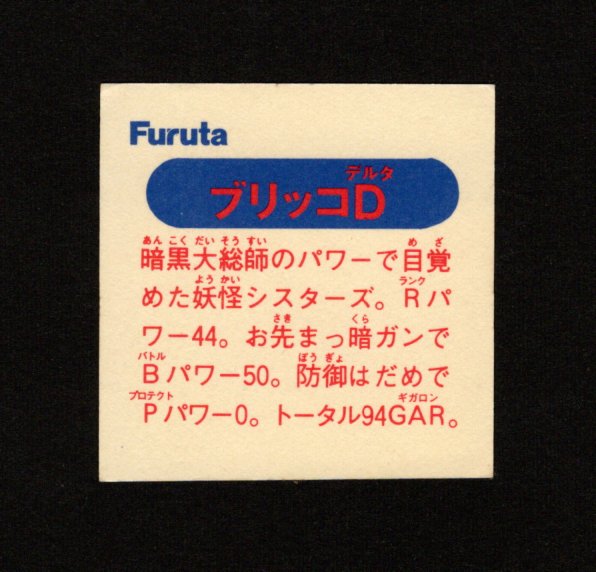 Furuta
デルタ
ブリッコD
あんこくだいそうすい めざ
暗黒大総師のパワーで目覚
ようかい ランク
めた妖怪シスターズ。Rパ
さき くら
ワー44。お先まっ暗ガンで
バトル ぼうぎょ
Bパワー50。防御はだめで
プロテクト ギガロン
Pパワー0。トータル94GAR。